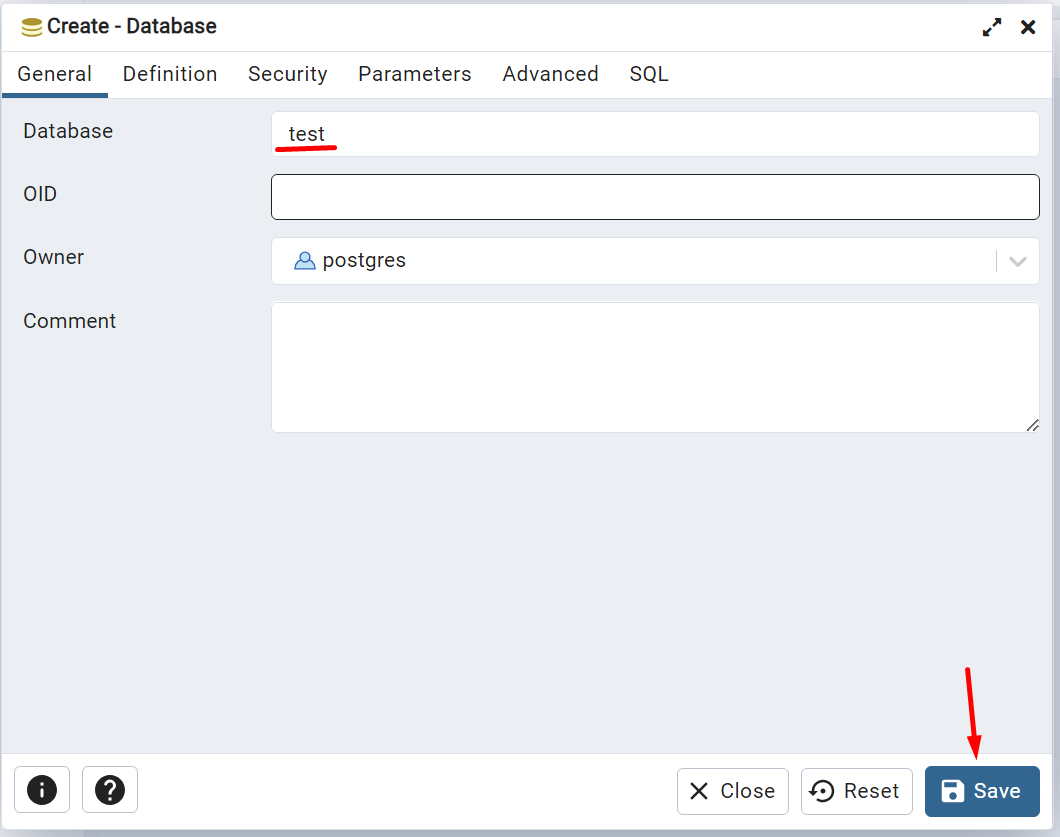 Create - Database
General Definition Security Parameters Advanced SQL
Database test
OID
Owner postgres
Comment
Close Reset Save